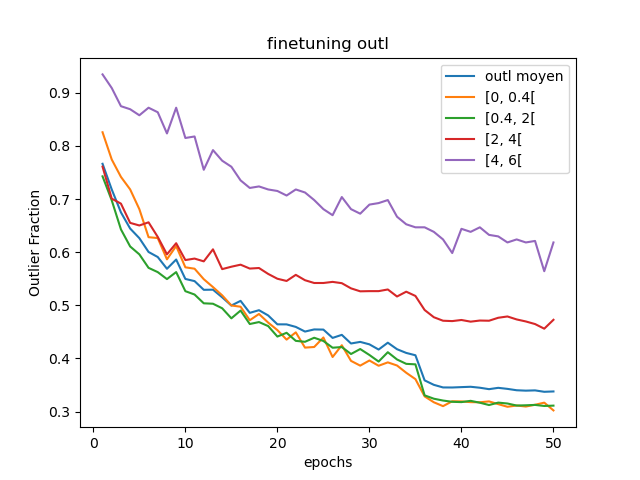 finetuning outl
outl moyen
[0, 0.4[
[0.4, 2[
[2, 4[
[4, 6[
Outlier Fraction
0.9
0.8
0.7
0.6
0.5
0.4
0.3
0 10 20 30 40 50
epochs